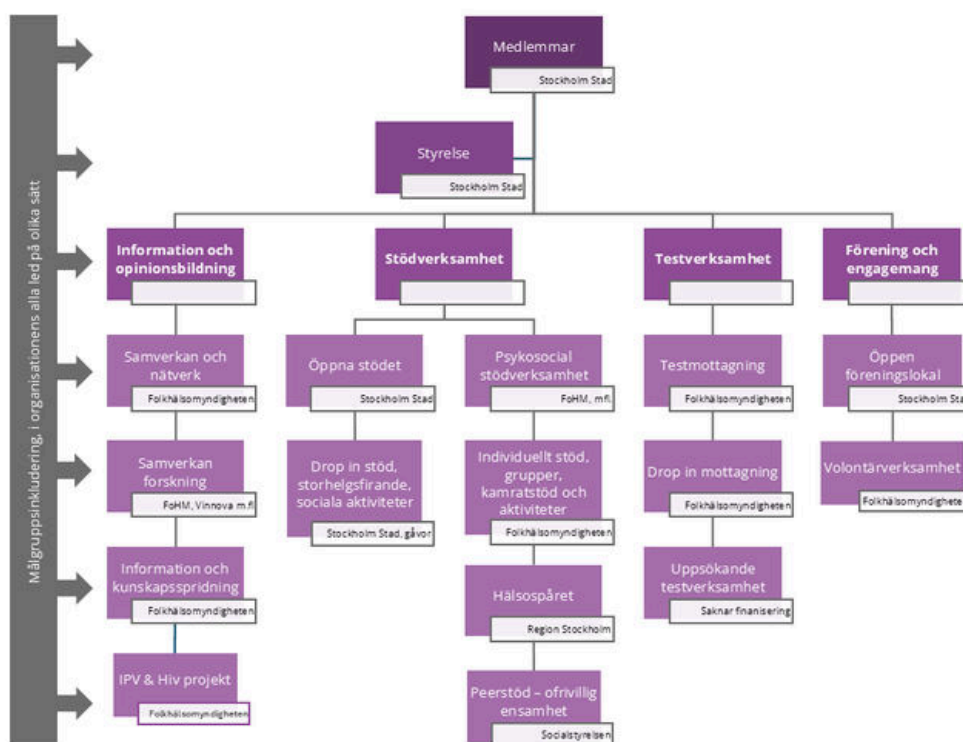 Målgruppsinkludering, i organisationens alla led på olika sätt
Medlemmar
Stockholm Stad
Styrelse
Stockholm Stad
Information och
opinionsbildning
Stödverksamhet
Testverksamhet
Förening och
engagemang
Samverkan och
nätverk
Folkhälsomyndigheten
Öppna stödet
Stockholm Stad
Psykosocial
stödverksamhet
FoHM, mfl.
Testmottagning
Folkhälsomyndigheten
Öppen
föreningslokal
Stockholm Sta
Samverkan
forskning
FoHM, Vinnova m.fl
Drop in stöd,
storhelgsfirande,
sociala aktiviteter
Stockholm Stad, gåvor
Individuellt stöd,
grupper,
kamratstöd och
aktiviteter
Folkhälsomyndigheten
Drop in mottagning
Folkhälsomyndigheten
Volontärverksamhet
Folkhälsomyndigheten
Information och
kunskapsspridning
Folkhälsomyndigheten
Hälsospåret
Region Stockholm
Uppsökande
testverksamhet
Saknar finanisering
IPV & Hiv projekt
Folkhälsomyndigheten
Peerstöd – ofrivillig
ensamhet
Socialstyrelsen